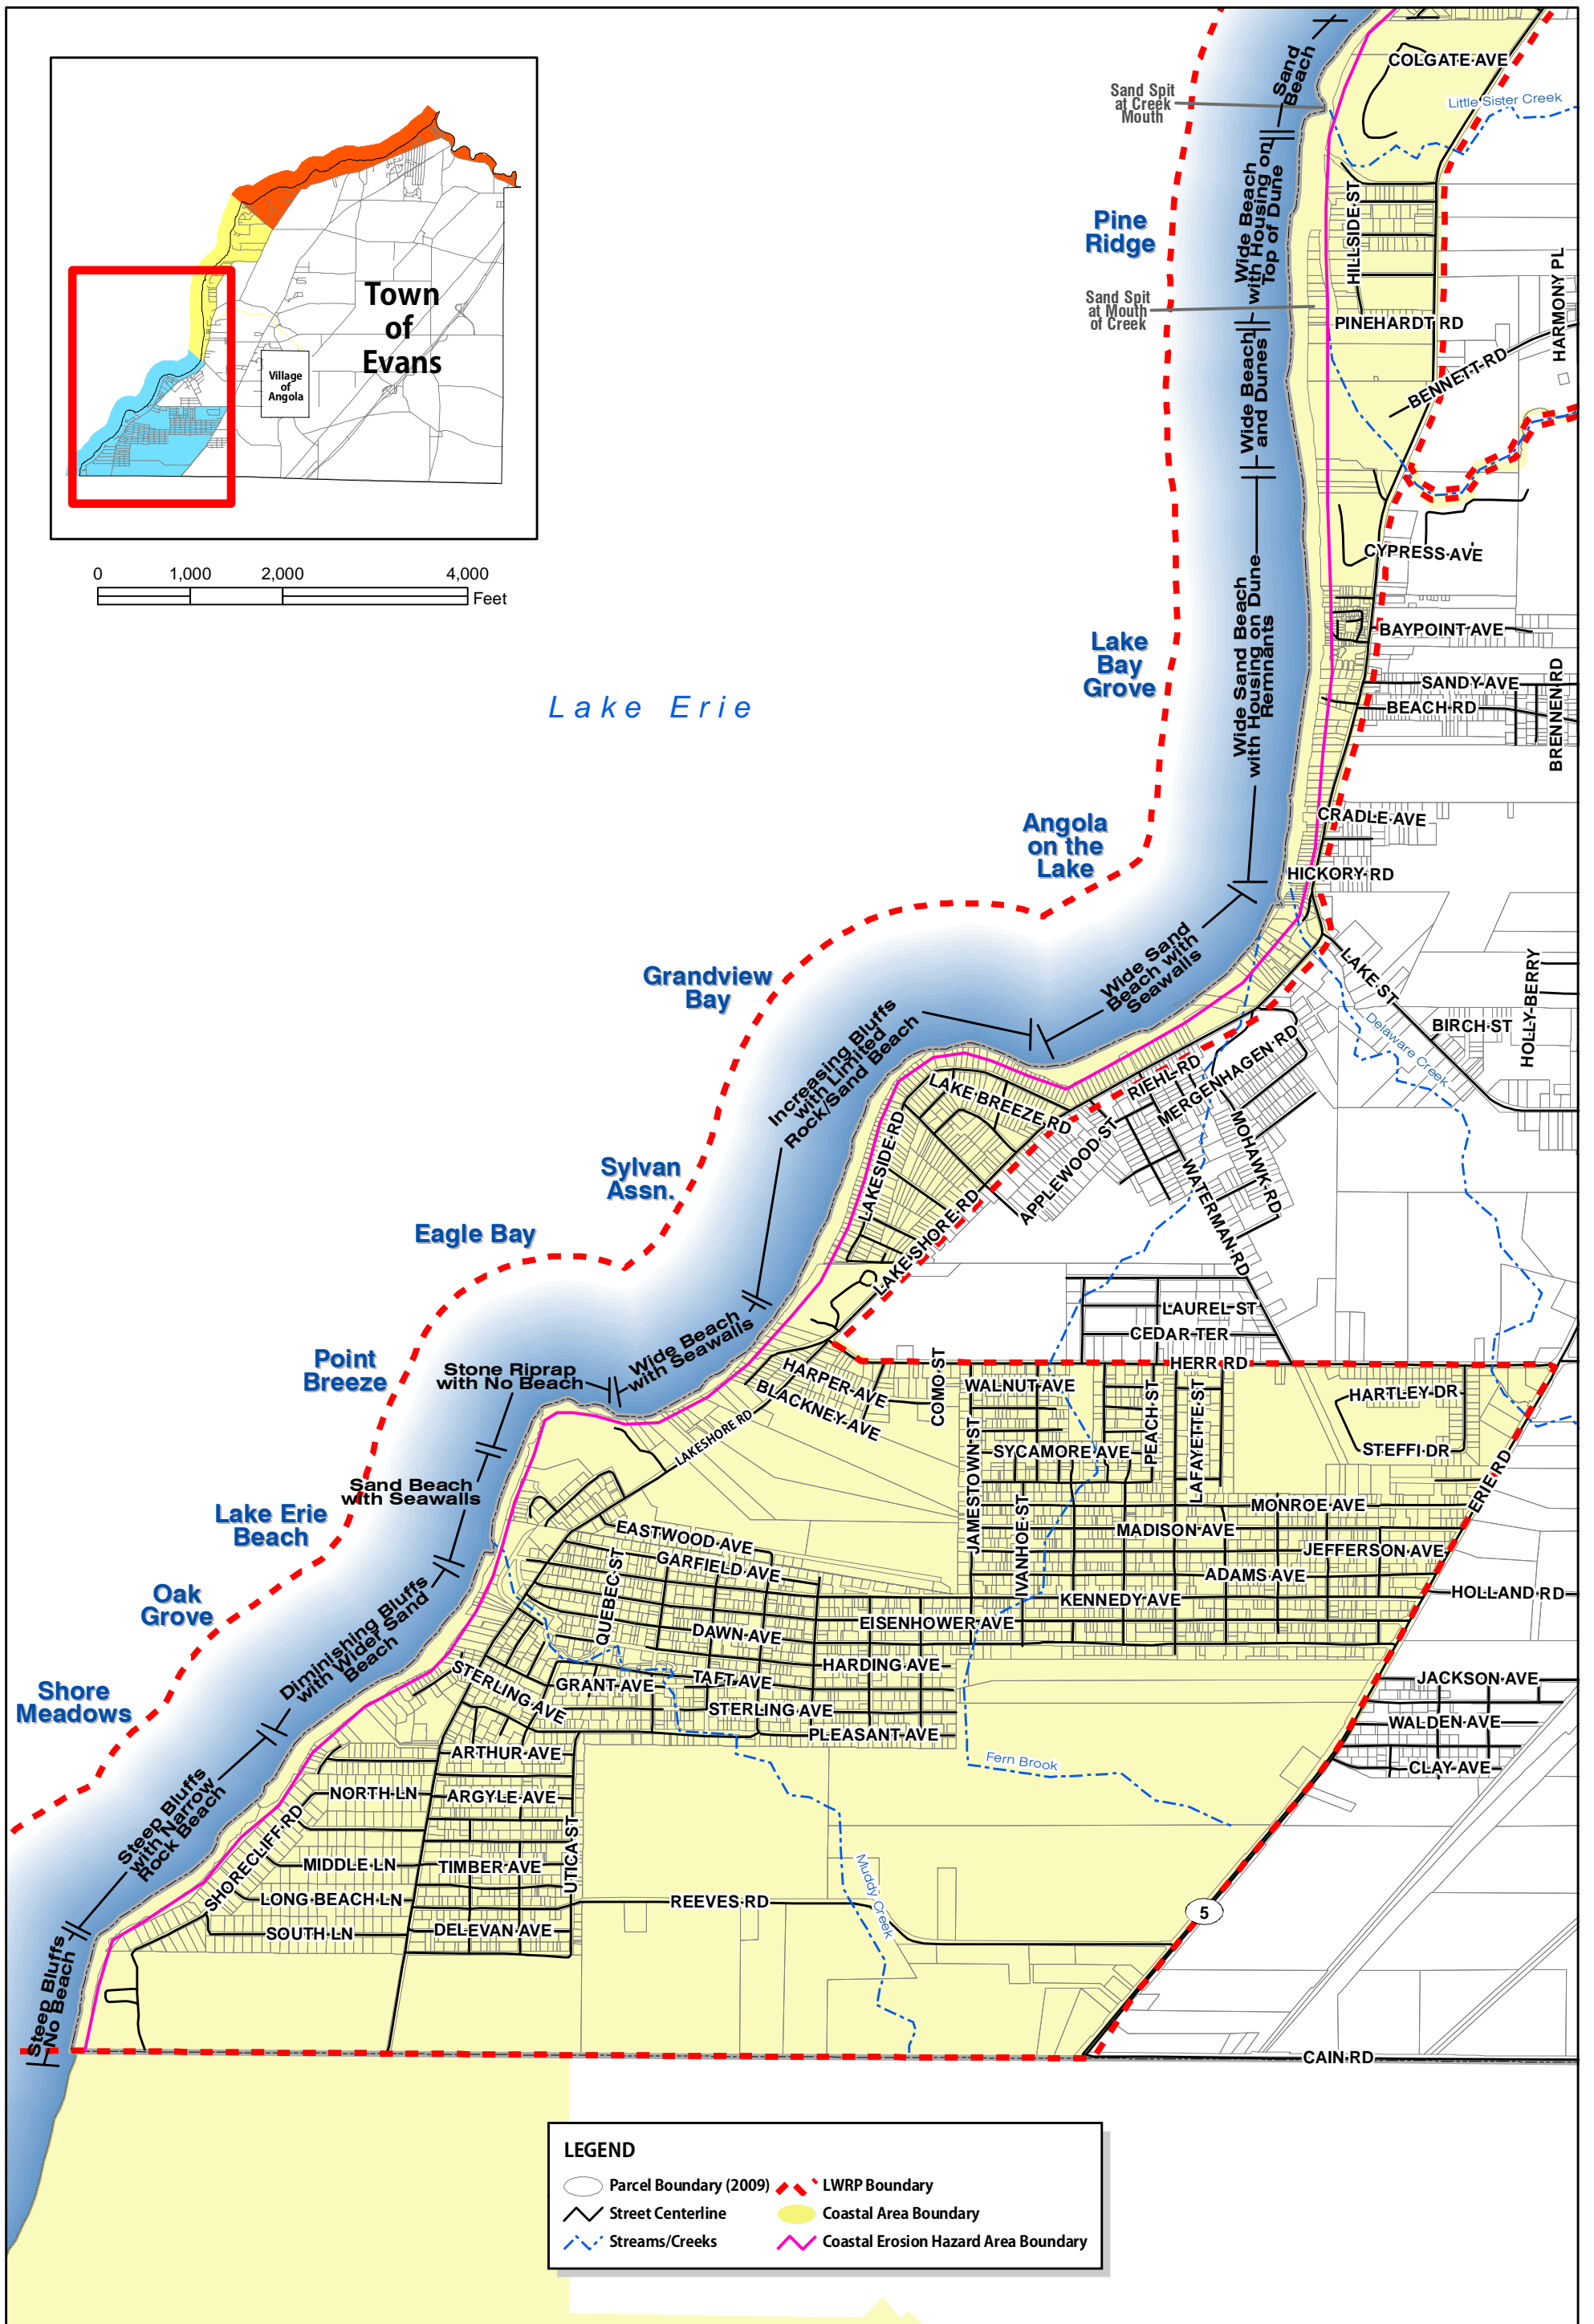 Town
of
Evans
Village
of
Angola
0
1,000
2,000
4,000
Feet
Sand
Beach
COLGATE AVE
Little Sister Creek
Sand Spit
at Creek
Mouth
Wide Beach
with Housing on
Top of Dune
Pine
Ridge
HILLSIDE ST
HARMONY PL
Sand Spit
at Mouth
of Creek
PINEHARDT RD
BENNETT RD
Wide Beach
and Dunes
CYPRESS AVE
Wide Sand Beach
with Housing on Dune
Remnants
BAYPOINT AVE
Lake
Bay
Grove
SANDY AVE
BEACH RD
BRENNEN RD
Lake Erie
CRADLE AVE
Angola
on the
Lake
HICKORY RD
LAKE ST
Wide Sand
Beach with
Seawalls
Grandview
Bay
HOLLY-BERRY
BIRCH ST
Delaware Creek
Increasing Bluffs
with Limited
Rock/Sand Beach
RIEHL RD
MERGENHAGEN RD
LAKE BREEZE RD
LAKESIDE RD
APPLEWOOD ST
MOHAWK RD
WATERMAN RD
LAKESHORE RD
Sylvan
Assn.
Eagle Bay
LAUREL ST
CEDAR TER
HERR RD
Wide Beach
with Seawalls
Stone Riprap
with No Beach
Point
Breeze
HARPER AVE
BLACKNEY AVE
COMO ST
WALNUT AVE
PEACH ST
LAFAYETTE ST
HARTLEY DR
STEFFI DR
LAKESHORE RD
JAMESTOWN ST
SYCAMORE AVE
ERIE RD
Sand Beach
with Seawalls
Lake Erie
Beach
IVANHOE ST
MONROE AVE
MADISON AVE
JEFFERSON AVE
ADAMS AVE
KENNEDY AVE
HOLLAND RD
EASTWOOD AVE
GARFIELD AVE
QUEBEC ST
EISENHOWER AVE
DAWN AVE
Oak
Grove
Diminishing Bluffs
with Wider Sand
Beach
HARDING AVE
TAFT AVE
GRANT AVE
STERLING AVE
STERLING AVE
PLEASANT AVE
JACKSON AVE
WALDEN AVE
CLAY AVE
Shore
Meadows
Fern Brook
ARTHUR AVE
NORTH LN
ARGYLE AVE
UTICA ST
Steep Bluffs
with Narrow
Rock Beach
SHORECLIFF RD
MIDDLE LN
TIMBER AVE
LONG BEACH LN
REEVES RD
Muddy Creek
5
SOUTH LN
DELEVAN AVE
Steep Bluffs
No Beach
CAIN RD
LEGEND
Parcel Boundary (2009)
LWRP Boundary
Street Centerline
Coastal Area Boundary
Streams/Creeks
Coastal Erosion Hazard Area Boundary